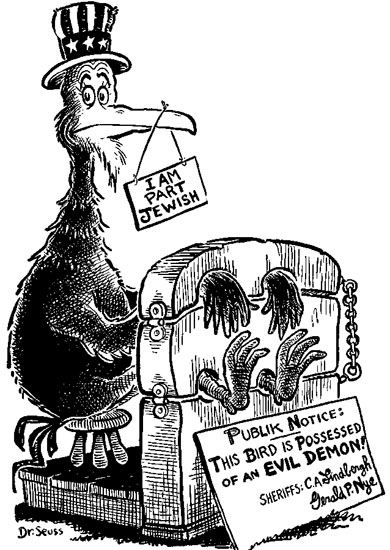 I AM
PART
JEWISH
PUBLIK NOTICE:
THIS BIRD IS POSSESSED
OF AN EVIL DEMON!
SHERIFFS: C.A. Lindbergh
Gerald P. Nye
Dr. Seuss